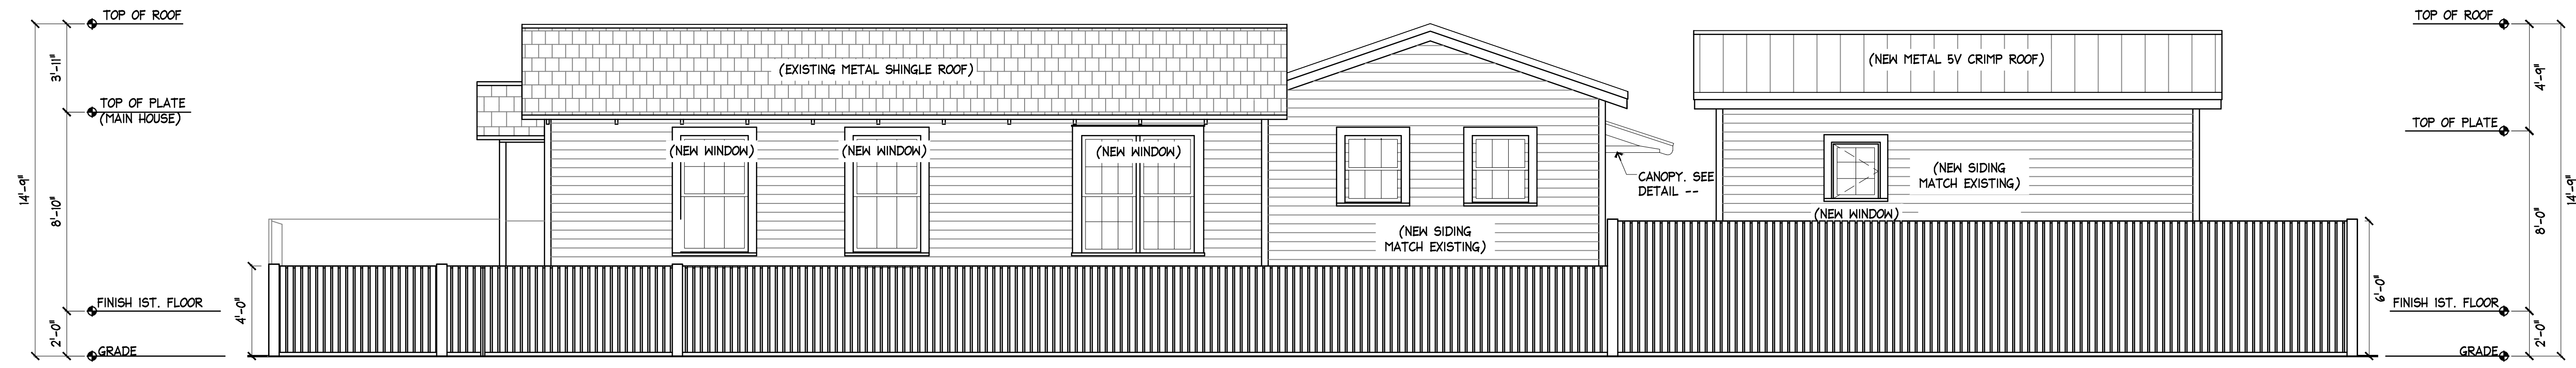 TOP OF ROOF
3'-11"
TOP OF PLATE
(MAIN HOUSE)
14'-9"
8'-10"
FINISH 1ST. FLOOR
2'-0"
GRADE
4'-0"
(EXISTING METAL SHINGLE ROOF)
(NEW WINDOW)
(NEW WINDOW)
(NEW WINDOW)
(NEW SIDING
MATCH EXISTING)
CANOPY. SEE
DETAIL --
(NEW METAL 5V CRIMP ROOF)
(NEW SIDING
MATCH EXISTING)
(NEW WINDOW)
6'-0"
TOP OF ROOF
4'-9"
TOP OF PLATE
14'-9"
8'-0"
FINISH 1ST. FLOOR
2'-0"
GRADE